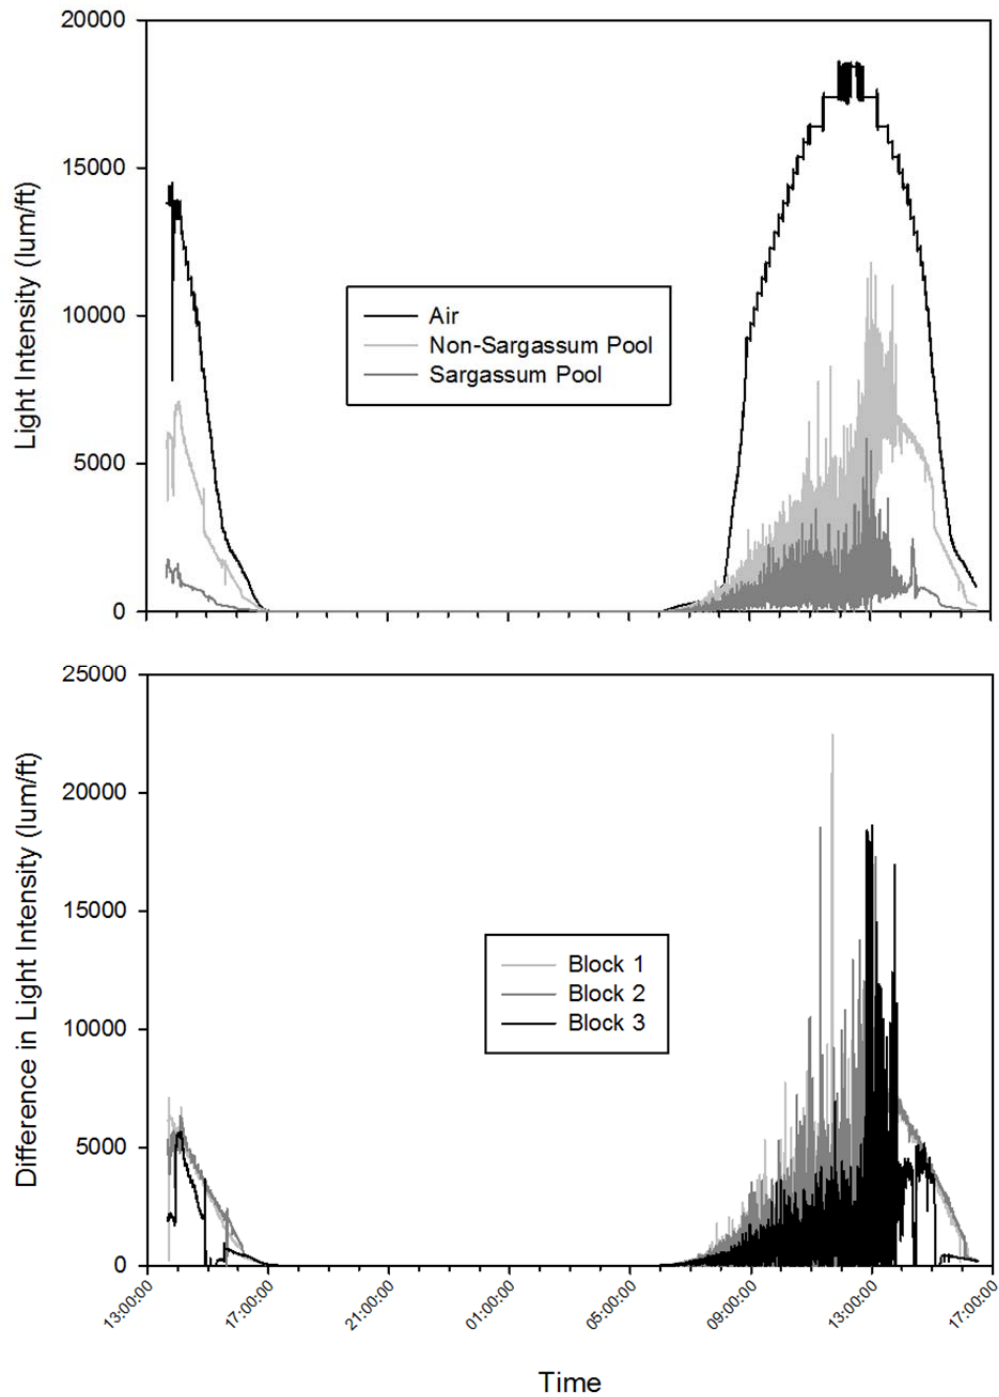 20000
15000
10000
5000
0
Light Intensity (lum/ft)
Air
Non-Sargassum Pool
Sargassum Pool
25000
20000
15000
10000
5000
0
Difference in Light Intensity (lum/ft)
Block 1
Block 2
Block 3
13:00:00
17:00:00
21:00:00
01:00:00
05:00:00
09:00:00
13:00:00
17:00:00
Time